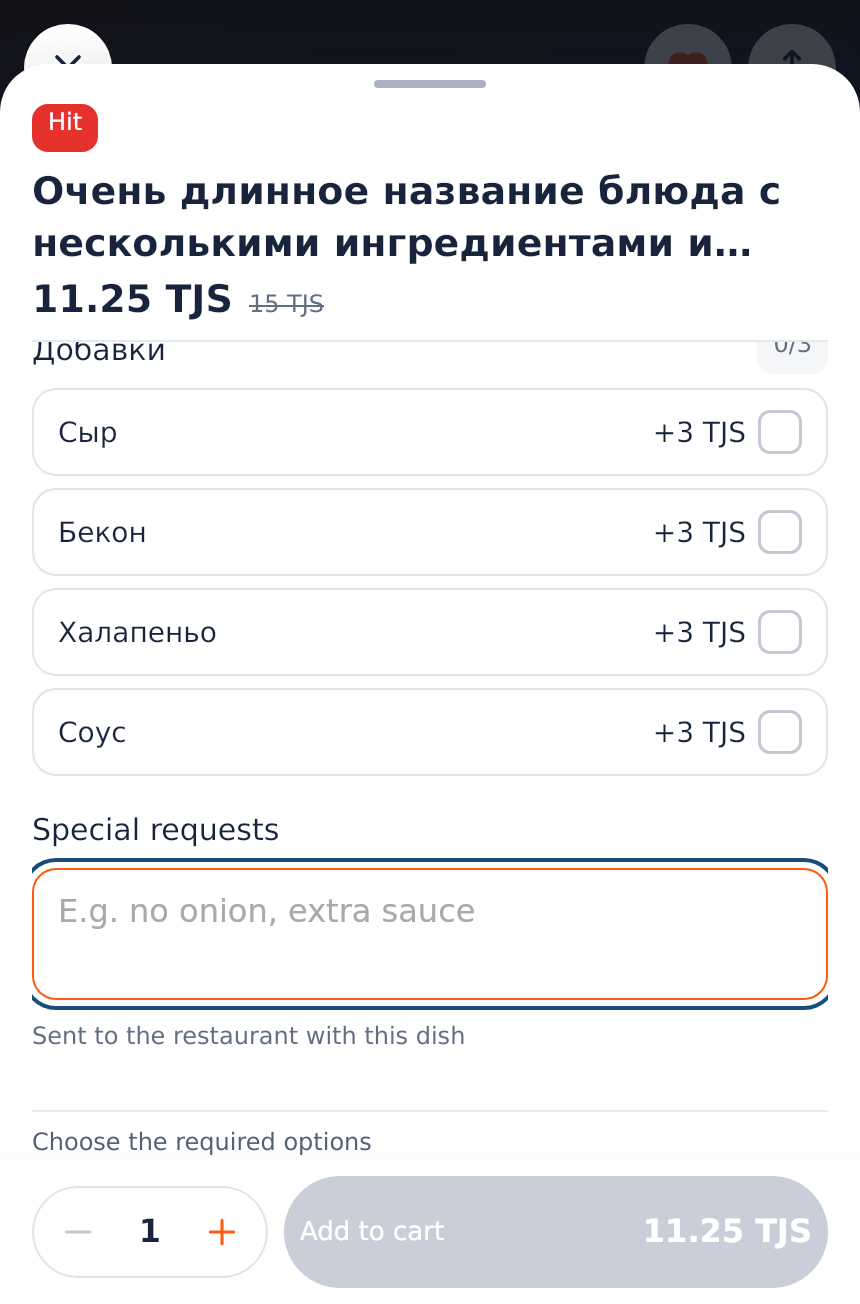 Hit
Очень длинное название блюда с
несколькими ингредиентами и…
11.25 TJS 15 TJS
Добавки 0/3
Сыр +3 TJS
Бекон +3 TJS
Халапеньо +3 TJS
Соус +3 TJS
Special requests
E.g. no onion, extra sauce
Sent to the restaurant with this dish
Choose the required options
1 Add to cart 11.25 TJS